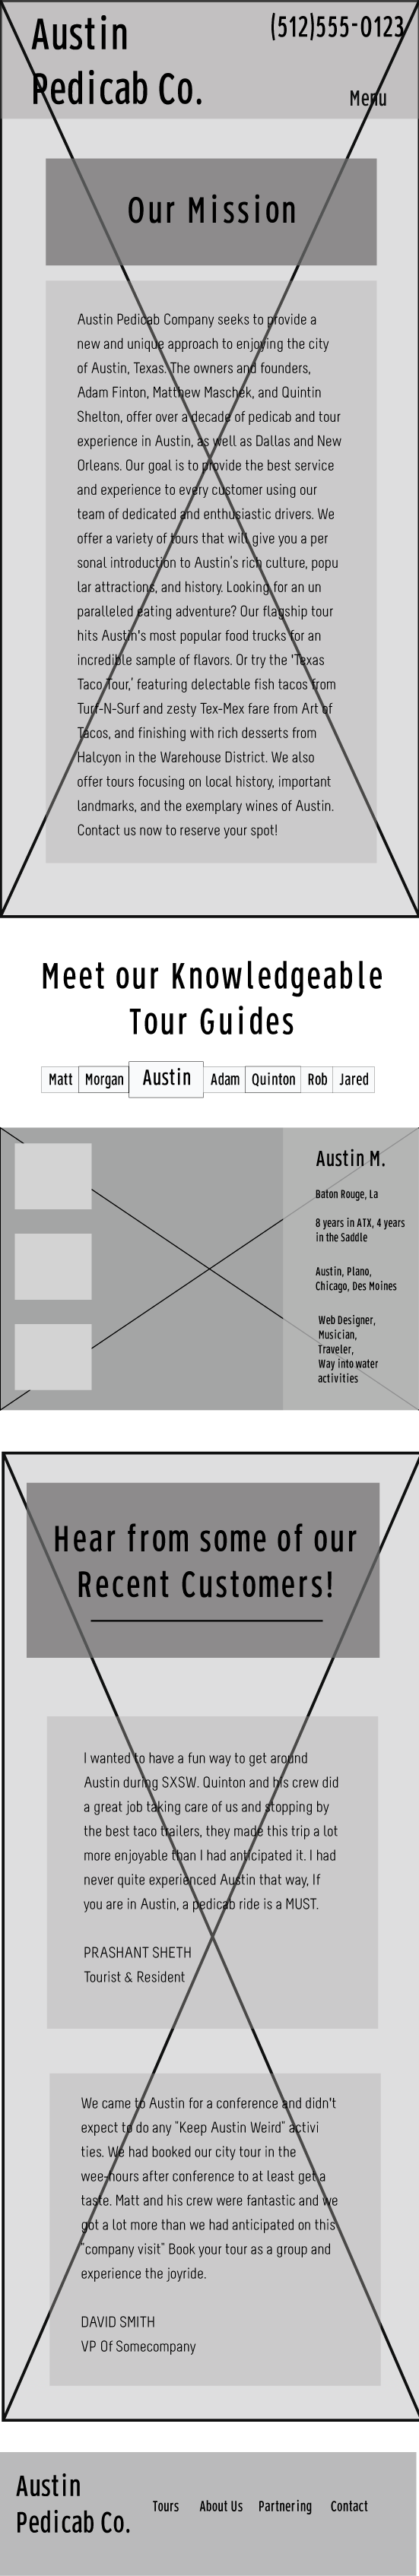 Austin
Pedicab Co.
(512)555-0123
Menu
Our Mission
Austin Pedicab Company seeks to provide a
new and unique approach to enjoying the city
of Austin, Texas. The owners and founders,
Adam Finton, Matthew Maschek, and Quintin
Shelton, offer over a decade of pedicab and tour
experience in Austin, as well as Dallas and New
Orleans. Our goal is to provide the best service
and experience to every customer using our
team of dedicated and enthusiastic drivers. We
offer a variety of tours that will give you a per
sonal introduction to Austin's rich culture, popu
lar attractions, and history. Looking for an un
paralleled eating adventure? Our flagship tour
hits Austin's most popular food trucks for an
incredible sample of flavors. Or try the 'Texas
Taco Tour,' featuring delectable fish tacos from
Turf-N-Surf and zesty Tex-Mex fare from Art of
Tacos, and finishing with rich desserts from
Halcyon in the Warehouse District. We also
offer tours focusing on local history, important
landmarks, and the exemplary wines of Austin.
Contact us now to reserve your spot!
Meet our Knowledgeable
Tour Guides
Matt Morgan Austin Adam Quinton Rob Jared
Austin M.
Baton Rouge, La
8 years in ATX, 4 years
in the Saddle
Austin, Plano,
Chicago, Des Moines
Web Designer,
Musician,
Traveler,
Way into water
activities
Hear from some of our
Recent Customers!
I wanted to have a fun way to get around
Austin during SXSW. Quinton and his crew did
a great job taking care of us and stopping by
the best taco trailers, they made this trip a lot
more enjoyable than I had anticipated it. I had
never quite experienced Austin that way, If
you are in Austin, a pedicab ride is a MUST.
PRASHANT SHETH
Tourist & Resident
We came to Austin for a conference and didn't
expect to do any "Keep Austin Weird" activi
ties. We had booked our city tour in the
wee-hours after conference to at least get a
taste. Matt and his crew were fantastic and we
got a lot more than we had anticipated on this
"company visit" Book your tour as a group and
experience the joyride.
DAVID SMITH
VP Of Somecompany
Austin
Pedicab Co.
Tours About Us Partnering Contact